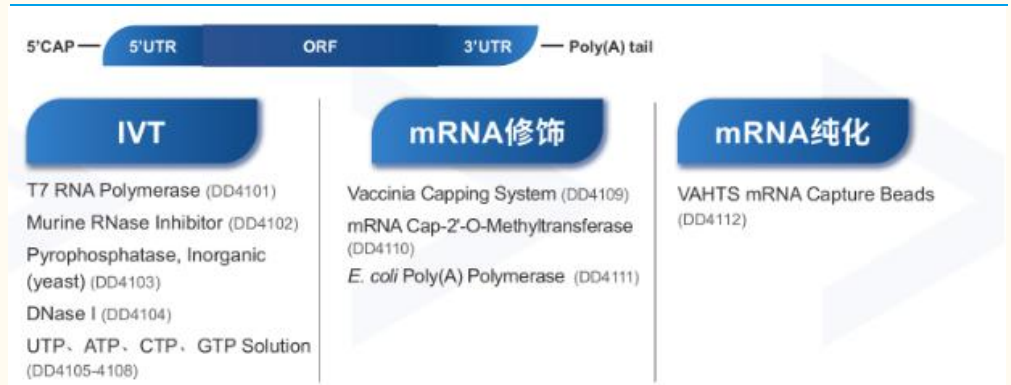 5'CAP — 5'UTR ORF 3'UTR — Poly(A) tail
IVT
T7 RNA Polymerase (DD4101)
Murine RNase Inhibitor (DD4102)
Pyrophosphatase, Inorganic
(yeast) (DD4103)
DNase I (DD4104)
UTP、ATP、CTP、GTP Solution
(DD4105-4108)
mRNA修饰
Vaccinia Capping System (DD4109)
mRNA Cap-2'-O-Methyltransferase
(DD4110)
E. coli Poly(A) Polymerase (DD4111)
mRNA纯化
VAHTS mRNA Capture Beads
(DD4112)